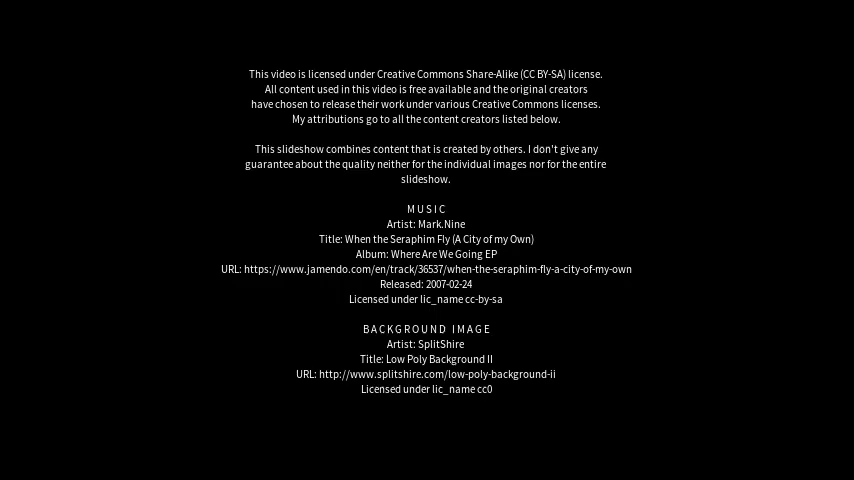 This video is licensed under Creative Commons Share-Alike (CC BY-SA) license.
All content used in this video is free available and the original creators
have chosen to release their work under various Creative Commons licenses.
My attributions go to all the content creators listed below.
This slideshow combines content that is created by others. I don't give any
guarantee about the quality neither for the individual images nor for the entire
slideshow.
MUSIC
Artist: Mark.Nine
Title: When the Seraphim Fly (A City of my Own)
Album: Where Are We Going EP
URL: https://www.jamendo.com/en/track/36537/when-the-seraphim-fly-a-city-of-my-own
Released: 2007-02-24
Licensed under lic_name cc-by-sa
BACKGROUND IMAGE
Artist: SplitShire
Title: Low Poly Background II
URL: http://www.splitshire.com/low-poly-background-ii
Licensed under lic_name cc0